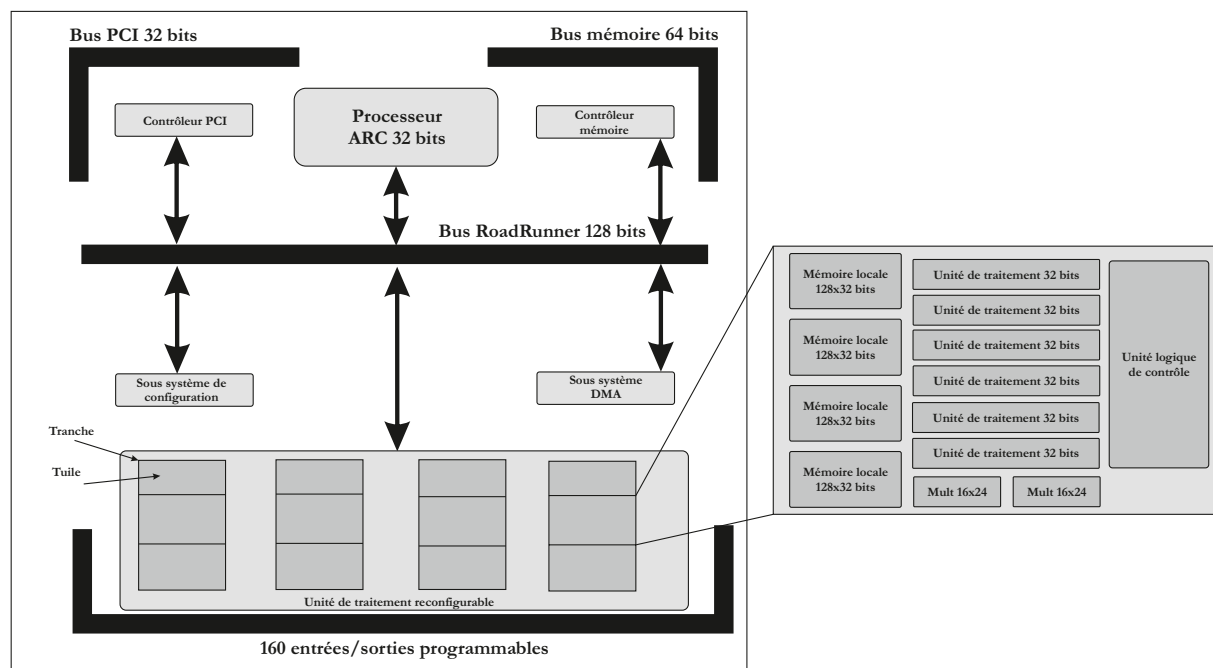 Bus PCI 32 bits
Bus mémoire 64 bits
Contrôleur PCI
Processeur
ARC 32 bits
Contrôleur
mémoire
Bus RoadRunner 128 bits
Sous système de
configuration
Sous système
DMA
Tranche
Tuile
Unité de traitement reconfigurable
160 entrées/sorties programmables
Mémoire locale
128x32 bits
Mémoire locale
128x32 bits
Mémoire locale
128x32 bits
Mémoire locale
128x32 bits
Unité de traitement 32 bits
Unité de traitement 32 bits
Unité de traitement 32 bits
Unité de traitement 32 bits
Unité de traitement 32 bits
Unité de traitement 32 bits
Mult 16x24
Mult 16x24
Unité logique
de contrôle